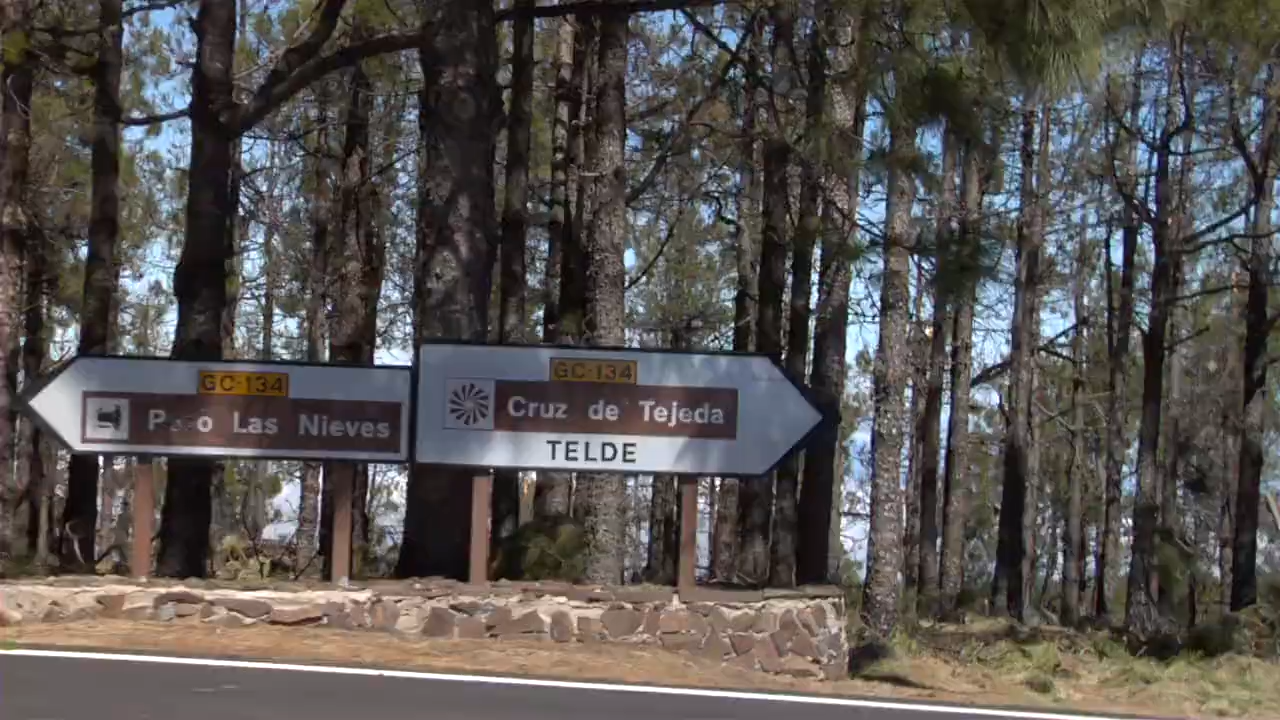 GC-134
Las Nieves
GC-134
Cruz de Tejeda
TELDE